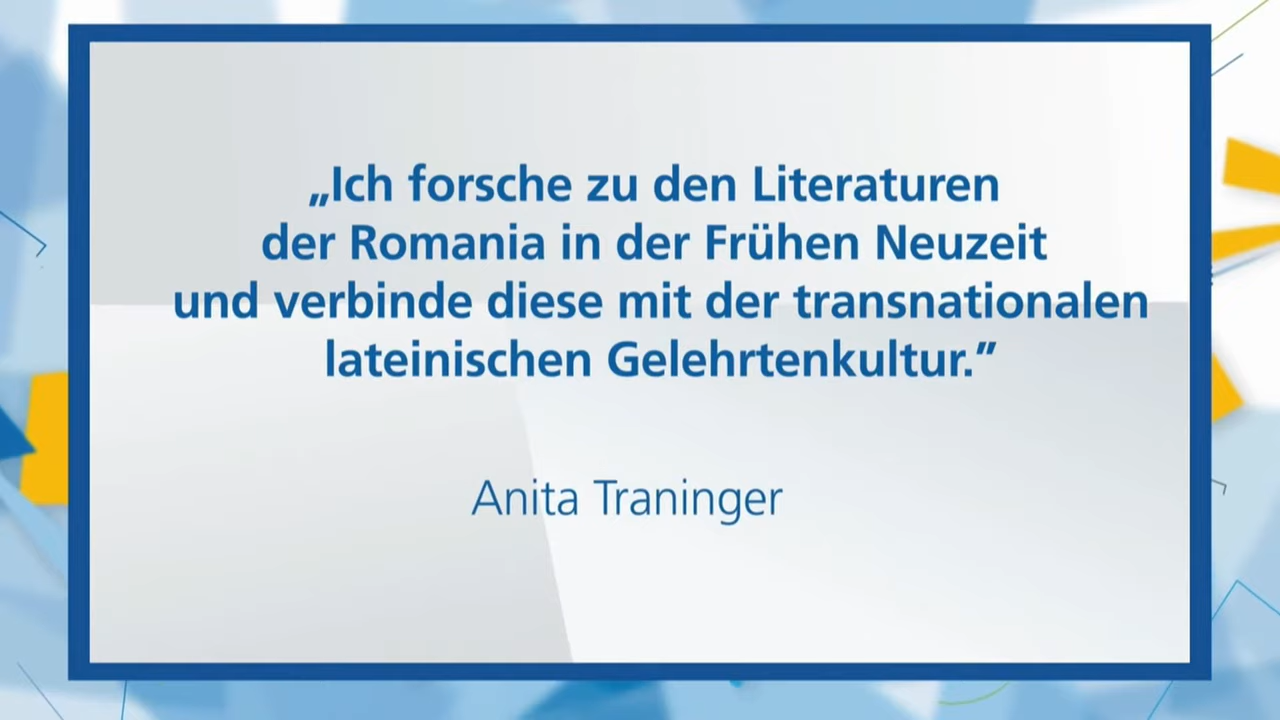 „Ich forsche zu den Literaturen
der Romania in der Frühen Neuzeit
und verbinde diese mit der transnationalen
lateinischen Gelehrtenkultur.”
Anita Traninger